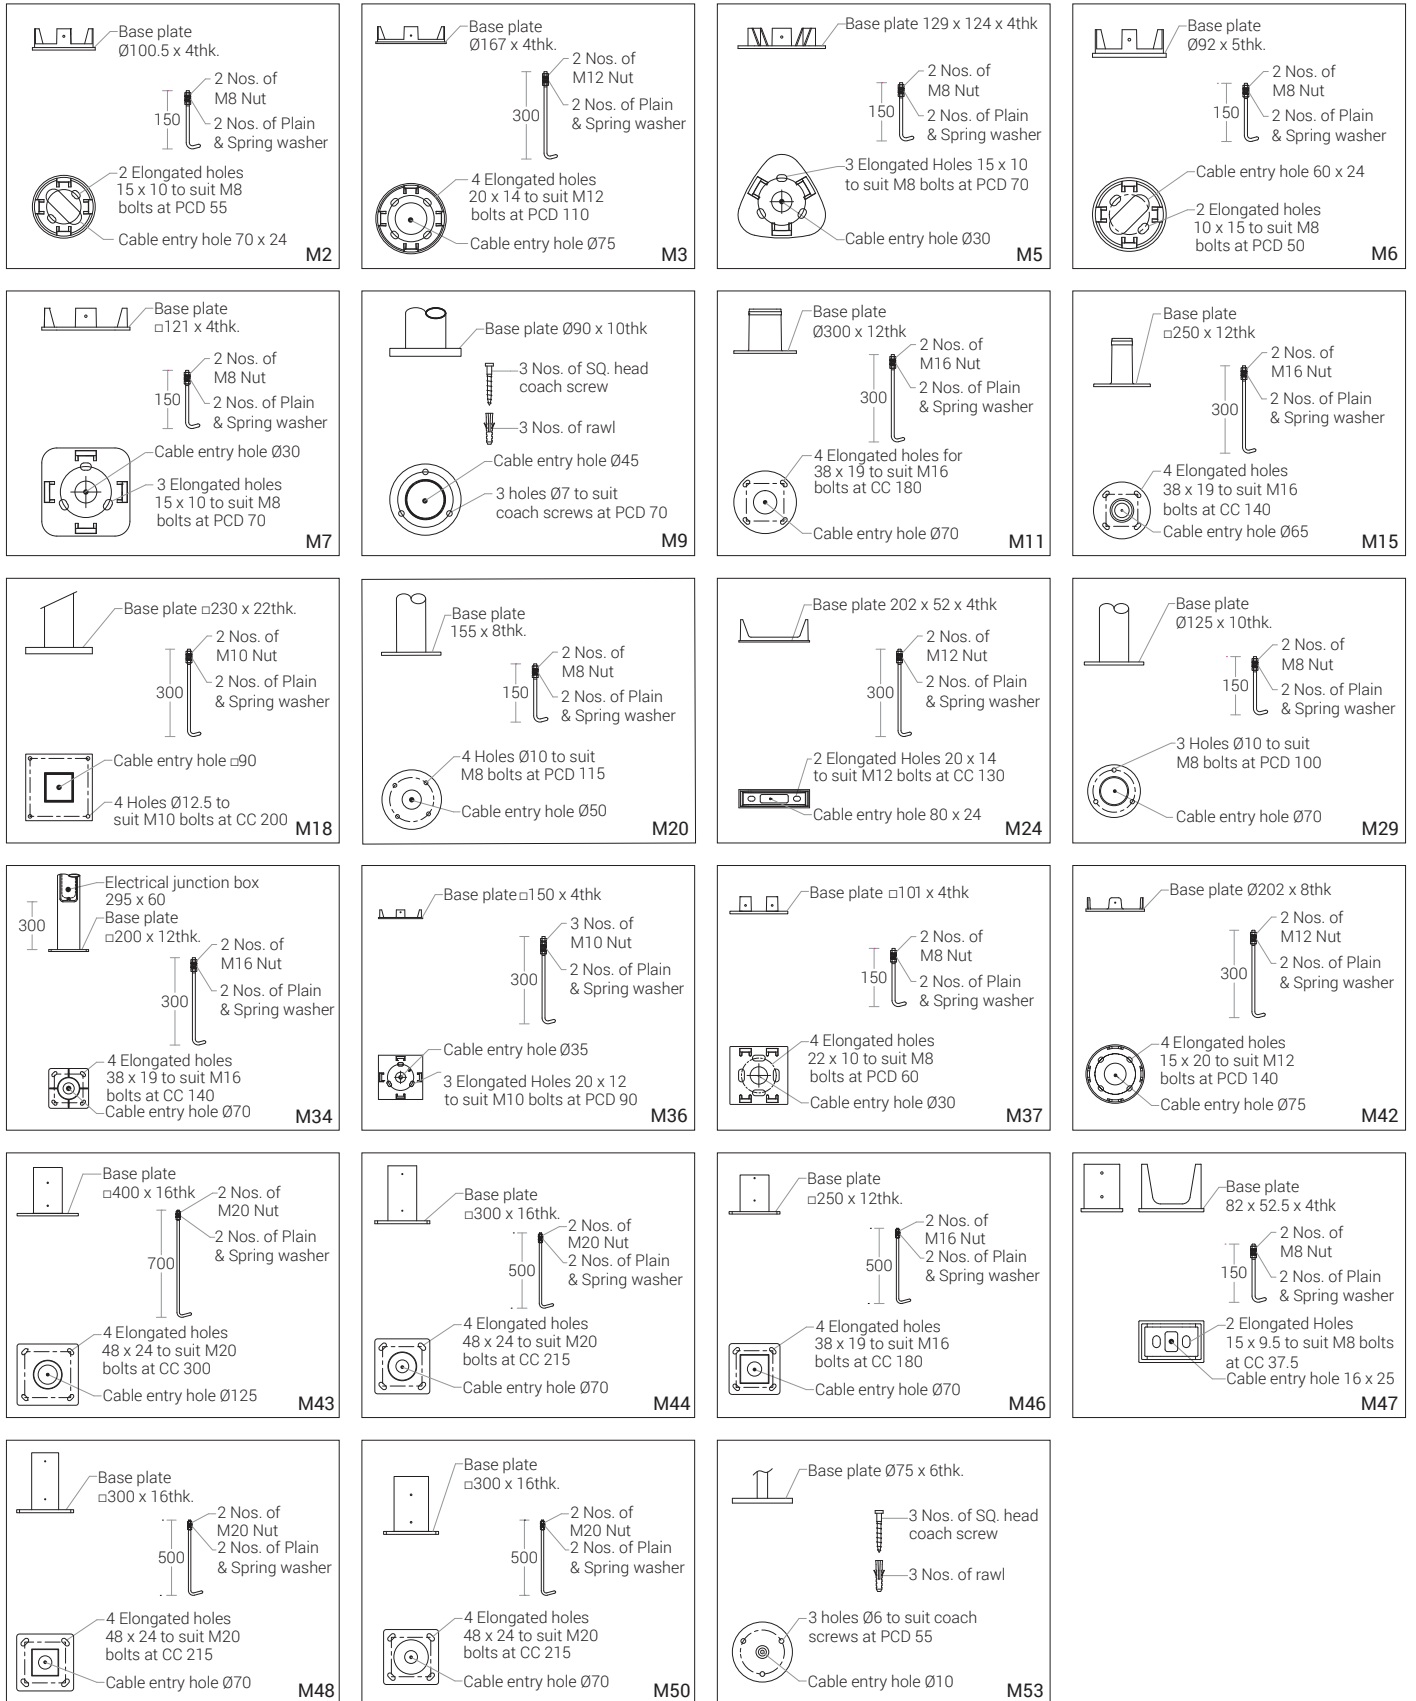 Base plate
Ø100.5 x 4thk.
2 Nos. of
M8 Nut
150
2 Nos. of Plain
& Spring washer
2 Elongated holes
15 x 10 to suit M8
bolts at PCD 55
Cable entry hole 70 x 24
M2
Base plate
Ø167 x 4thk.
2 Nos. of
M12 Nut
300
2 Nos. of Plain
& Spring washer
4 Elongated holes
20 x 14 to suit M12
bolts at PCD 110
Cable entry hole Ø75
M3
Base plate 129 x 124 x 4thk
2 Nos. of
M8 Nut
150
2 Nos. of Plain
& Spring washer
3 Elongated Holes 15 x 10
to suit M8 bolts at PCD 70
Cable entry hole Ø30
M5
Base plate
Ø92 x 5thk.
2 Nos. of
M8 Nut
150
2 Nos. of Plain
& Spring washer
Cable entry hole 60 x 24
2 Elongated holes
10 x 15 to suit M8
bolts at PCD 50
M6
Base plate
□121 x 4thk.
2 Nos. of
M8 Nut
150
2 Nos. of Plain
& Spring washer
Cable entry hole Ø30
3 Elongated holes
15 x 10 to suit M8
bolts at PCD 70
M7
Base plate Ø90 x 10thk
3 Nos. of SQ. head
coach screw
3 Nos. of rawl
Cable entry hole Ø45
3 holes Ø7 to suit
coach screws at PCD 70
M9
Base plate
Ø300 x 12thk
2 Nos. of
M16 Nut
300
2 Nos. of Plain
& Spring washer
4 Elongated holes for
38 x 19 to suit M16
bolts at CC 180
Cable entry hole Ø70
M11
Base plate
□250 x 12thk
2 Nos. of
M16 Nut
300
2 Nos. of Plain
& Spring washer
4 Elongated holes
38 x 19 to suit M16
bolts at CC 140
Cable entry hole Ø65
M15
Base plate □230 x 22thk.
2 Nos. of
M10 Nut
300
2 Nos. of Plain
& Spring washer
Cable entry hole □90
4 Holes Ø12.5 to
suit M10 bolts at CC 200
M18
Base plate
155 x 8thk.
2 Nos. of
M8 Nut
150
2 Nos. of Plain
& Spring washer
4 Holes Ø10 to suit
M8 bolts at PCD 115
Cable entry hole Ø50
M20
Base plate 202 x 52 x 4thk
2 Nos. of
M12 Nut
300
2 Nos. of Plain
& Spring washer
2 Elongated Holes 20 x 14
to suit M12 bolts at CC 130
Cable entry hole 80 x 24
M24
Base plate
Ø125 x 10thk.
2 Nos. of
M8 Nut
150
2 Nos. of Plain
& Spring washer
3 Holes Ø10 to suit
M8 bolts at PCD 100
Cable entry hole Ø70
M29
Electrical junction box
295 x 60
300
Base plate
□200 x 12thk.
2 Nos. of
M16 Nut
300
2 Nos. of Plain
& Spring washer
4 Elongated holes
38 x 19 to suit M16
bolts at CC 140
Cable entry hole Ø70
M34
Base plate □150 x 4thk
3 Nos. of
M10 Nut
300
2 Nos. of Plain
& Spring washer
Cable entry hole Ø35
3 Elongated Holes 20 x 12
to suit M10 bolts at PCD 90
M36
Base plate □101 x 4thk
2 Nos. of
M8 Nut
150
2 Nos. of Plain
& Spring washer
4 Elongated holes
22 x 10 to suit M8
bolts at PCD 60
Cable entry hole Ø30
M37
Base plate Ø202 x 8thk
2 Nos. of
M12 Nut
300
2 Nos. of Plain
& Spring washer
4 Elongated holes
15 x 20 to suit M12
bolts at PCD 140
Cable entry hole Ø75
M42
Base plate
□400 x 16thk
2 Nos. of
M20 Nut
700
2 Nos. of Plain
& Spring washer
4 Elongated holes
48 x 24 to suit M20
bolts at CC 300
Cable entry hole Ø125
M43
Base plate
□300 x 16thk.
2 Nos. of
M20 Nut
500
2 Nos. of Plain
& Spring washer
4 Elongated holes
48 x 24 to suit M20
bolts at CC 215
Cable entry hole Ø70
M44
Base plate
□250 x 12thk.
2 Nos. of
M16 Nut
500
2 Nos. of Plain
& Spring washer
4 Elongated holes
38 x 19 to suit M16
bolts at CC 180
Cable entry hole Ø70
M46
Base plate
82 x 52.5 x 4thk
2 Nos. of
M8 Nut
150
2 Nos. of Plain
& Spring washer
2 Elongated Holes
15 x 9.5 to suit M8 bolts
at CC 37.5
Cable entry hole 16 x 25
M47
Base plate
□300 x 16thk.
2 Nos. of
M20 Nut
500
2 Nos. of Plain
& Spring washer
4 Elongated holes
48 x 24 to suit M20
bolts at CC 215
Cable entry hole Ø70
M48
Base plate
□300 x 16thk.
2 Nos. of
M20 Nut
500
2 Nos. of Plain
& Spring washer
4 Elongated holes
48 x 24 to suit M20
bolts at CC 215
Cable entry hole Ø70
M50
Base plate Ø75 x 6thk.
3 Nos. of SQ. head
coach screw
3 Nos. of rawl
3 holes Ø6 to suit coach
screws at PCD 55
Cable entry hole Ø10
M53